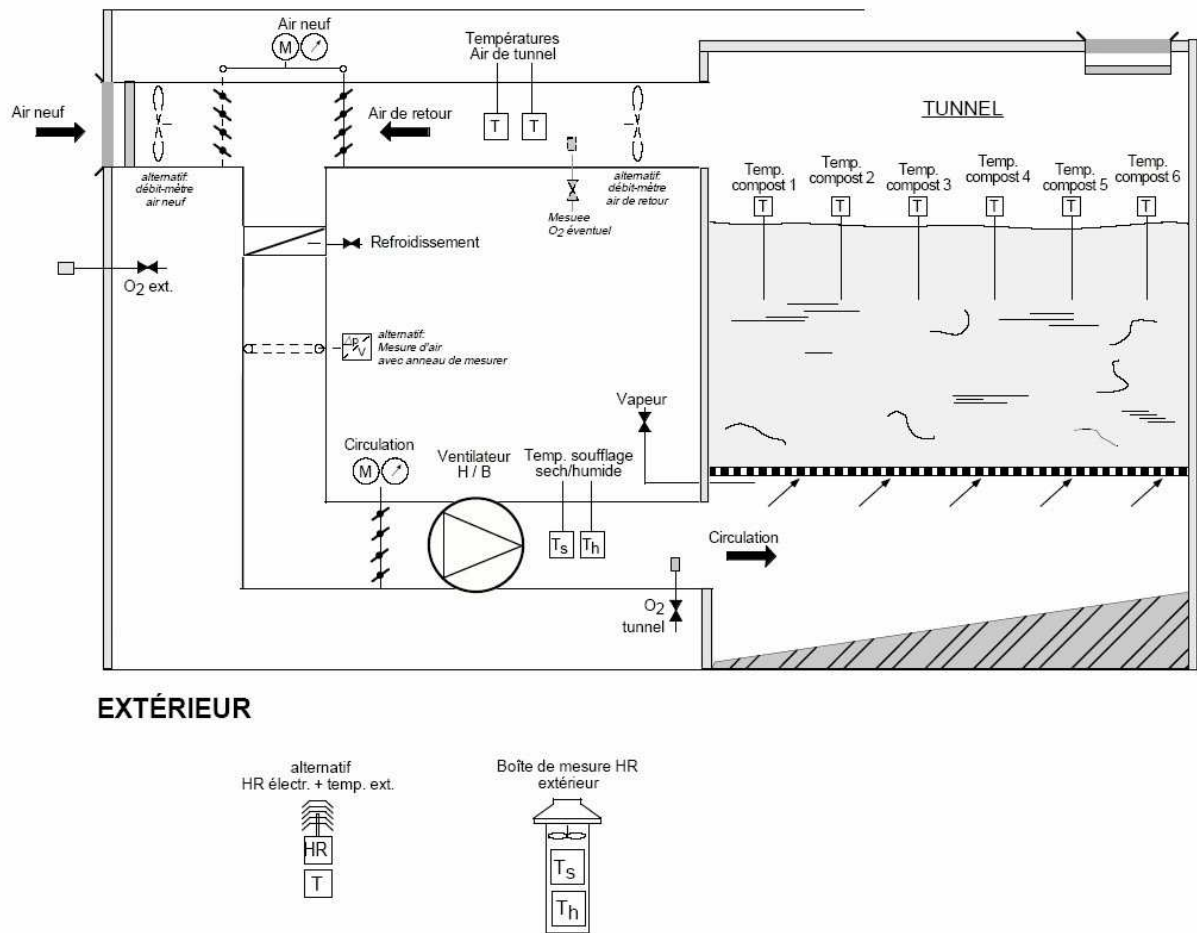 Air neuf
M
Températures
Air de tunnel
Air neuf
Air de retour
T T
TUNNEL
alternatif:
débit-mètre
air neuf
alternatif:
débit-mètre
air de retour
Mesuee
O2 éventuel
Temp.
compost 1
Temp.
compost 2
Temp.
compost 3
Temp.
compost 4
Temp.
compost 5
Temp.
compost 6
T T T T T T
Refroidissement
O2 ext.
ΔP
V
alternatif:
Mesure d'air
avec anneau de mesurer
Vapeur
Circulation
M
Ventilateur
H / B
Temp. soufflage
sech/humide
Ts Th
Circulation
O2
tunnel
EXTÉRIEUR
alternatif
HR électr. + temp. ext.
HR
T
Boîte de mesure HR
extérieur
Ts
Th